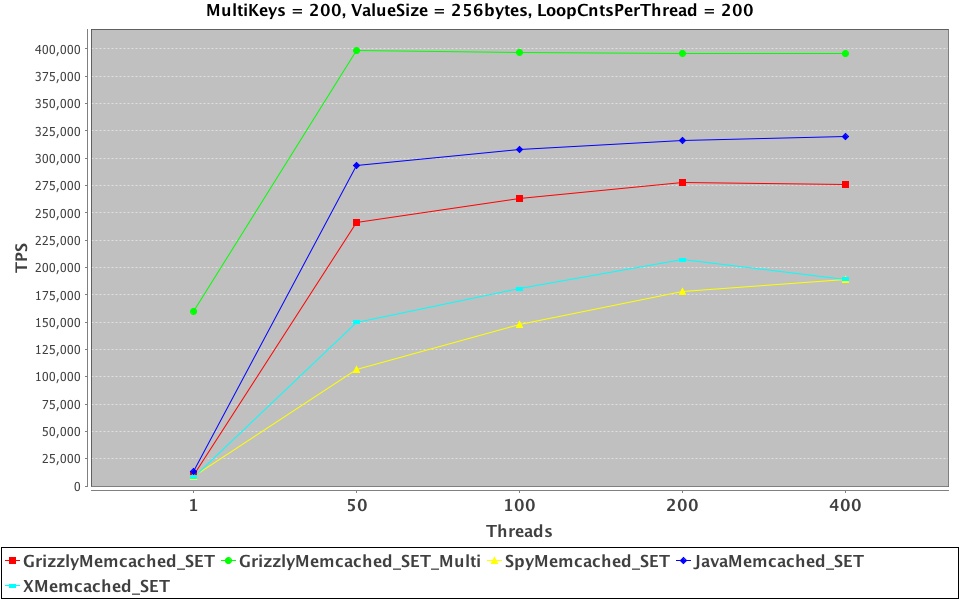 MultiKeys = 200, ValueSize = 256bytes, LoopCntsPerThread = 200
400,000
375,000
350,000
325,000
300,000
275,000
250,000
225,000
200,000
175,000
150,000
125,000
100,000
75,000
50,000
25,000
0
TPS
1 50 100 200 400
Threads
GrizzlyMemcached_SET GrizzlyMemcached_SET_Multi SpyMemcached_SET JavaMemcached_SET
XMemcached_SET